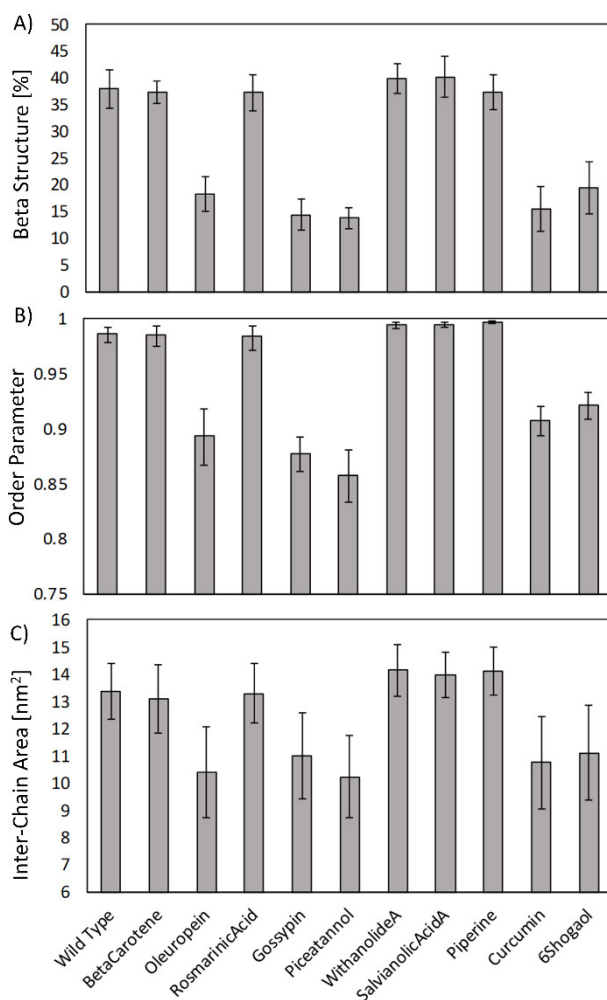 A)
Beta Structure [%]
50
45
40
35
30
25
20
15
10
5
0
B)
Order Parameter
1
0.95
0.9
0.85
0.8
0.75
C)
Inter-Chain Area [nm²]
16
15
14
13
12
11
10
9
8
7
6
Wild Type
BetaCarotene
Oleuropein
RosmarinicAcid
Gossypin
Piceatannol
WithanolideA
SalvianolicAcidA
Piperine
Curcumin
6Shogaol